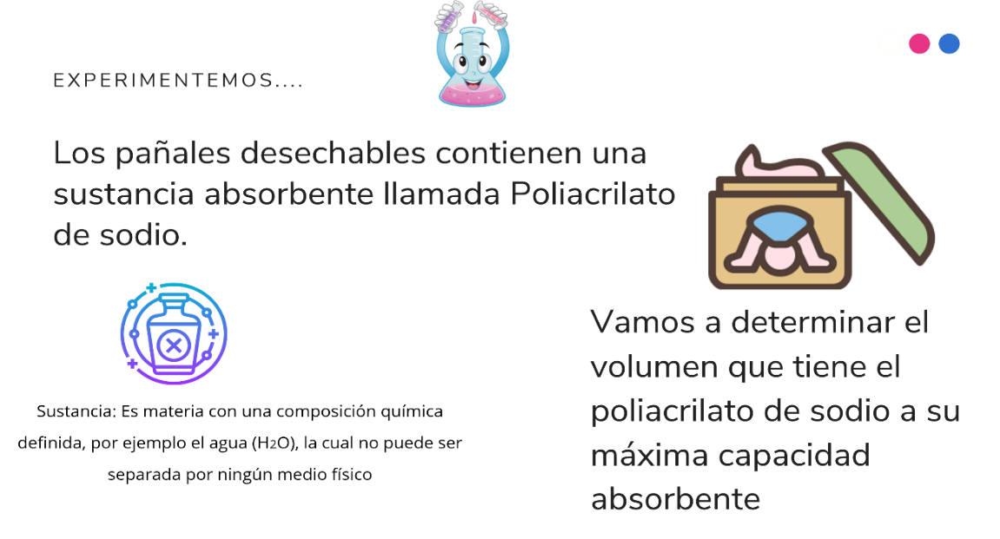 EXPERIMENTEMOS....
Los pañales desechables contienen una
sustancia absorbente llamada Poliacrilato
de sodio.
Sustancia: Es materia con una composición química
definida, por ejemplo el agua (H2O), la cual no puede ser
separada por ningún medio físico
Vamos a determinar el
volumen que tiene el
poliacrilato de sodio a su
máxima capacidad
absorbente